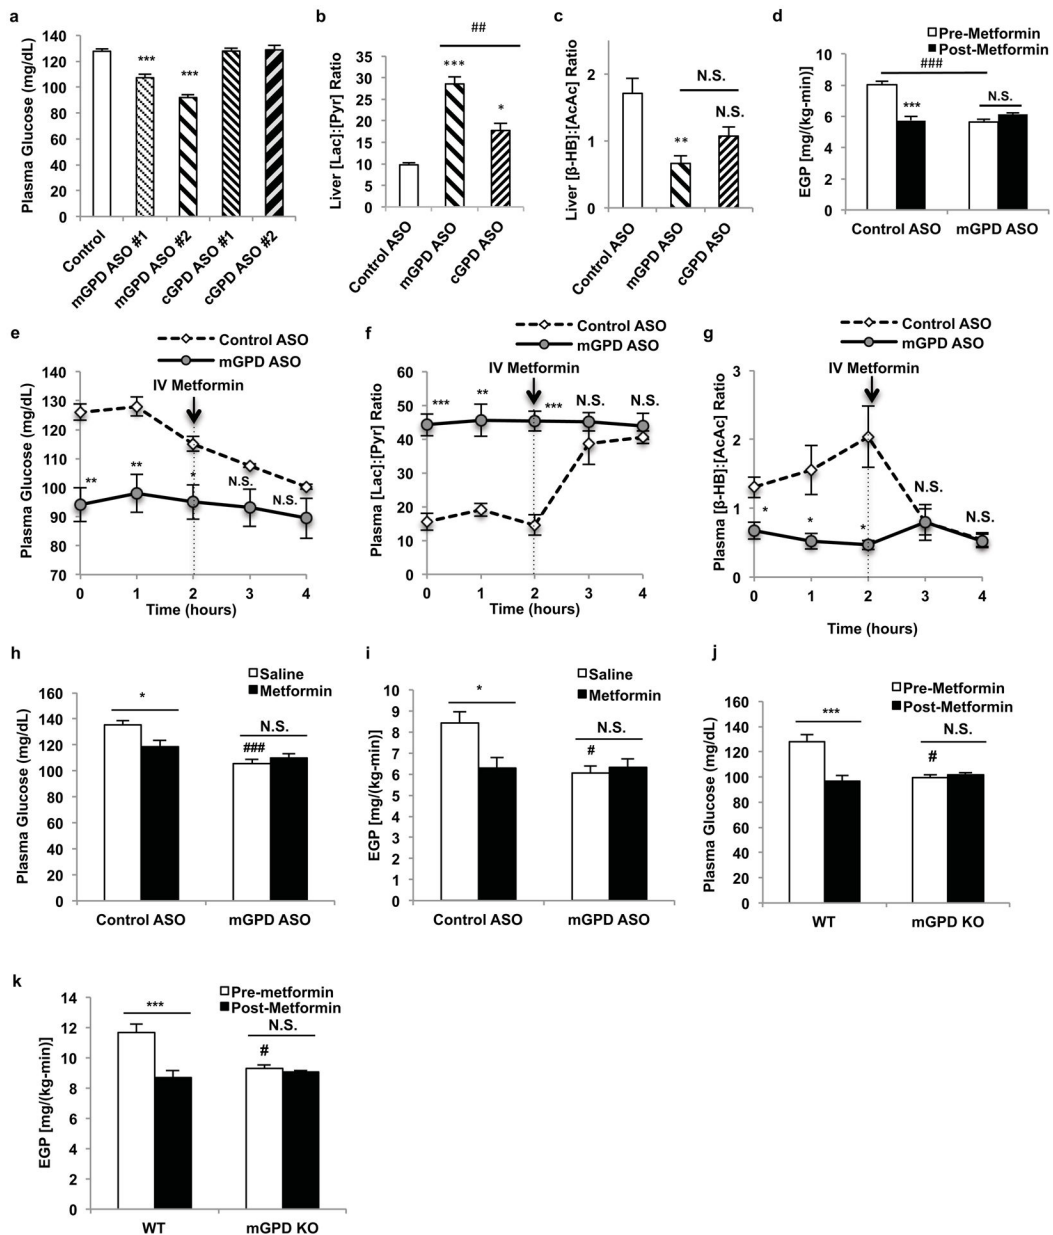 a
Plasma Glucose (mg/dL)
140
120
100
80
60
40
20
0
***
***
Control
mGPD ASO #1
mGPD ASO #2
cGPD ASO #1
cGPD ASO #2
b
Liver [Lac]:[Pyr] Ratio
40
35
30
25
20
15
10
5
0
##
***
*
Control ASO
mGPD ASO
cGPD ASO
c
Liver [β-HB]:[AcAc] Ratio
2
1
0
N.S.
N.S.
**
Control ASO
mGPD ASO
cGPD ASO
d
Pre-Metformin
Post-Metformin
EGP [mg/(kg-min)]
10
8
6
4
2
0
###
***
N.S.
Control ASO mGPD ASO
e
Control ASO
mGPD ASO
IV Metformin
Plasma Glucose (mg/dL)
140
130
120
110
100
90
80
70
** ** * N.S. N.S.
0 1 2 3 4
Time (hours)
f
Control ASO
mGPD ASO
IV Metformin
Plasma [Lac]:[Pyr] Ratio
60
50
40
30
20
10
0
*** ** *** N.S. N.S.
0 1 2 3 4
Time (hours)
g
Control ASO
mGPD ASO
IV Metformin
Plasma [β-HB]:[AcAc] Ratio
3
2
1
0
* * * N.S. N.S.
0 1 2 3 4
Time (hours)
h
Saline
Metformin
Plasma Glucose (mg/dL)
160
140
120
100
80
60
40
20
0
*
N.S.
###
Control ASO mGPD ASO
i
Saline
Metformin
EGP [mg/(kg-min)]
10
9
8
7
6
5
4
3
2
1
0
*
N.S.
#
Control ASO mGPD ASO
j
Pre-Metformin
Post-Metformin
Plasma Glucose (mg/dL)
160
140
120
100
80
60
40
20
0
***
N.S.
#
WT mGPD KO
k
Pre-metformin
Post-Metformin
EGP [mg/(kg-min)]
14
12
10
8
6
4
2
0
***
N.S.
#
WT mGPD KO